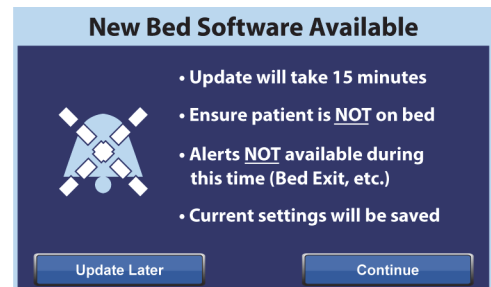 New Bed Software Available
• Update will take 15 minutes
• Ensure patient is NOT on bed
• Alerts NOT available during
this time (Bed Exit, etc.)
• Current settings will be saved
Update Later
Continue